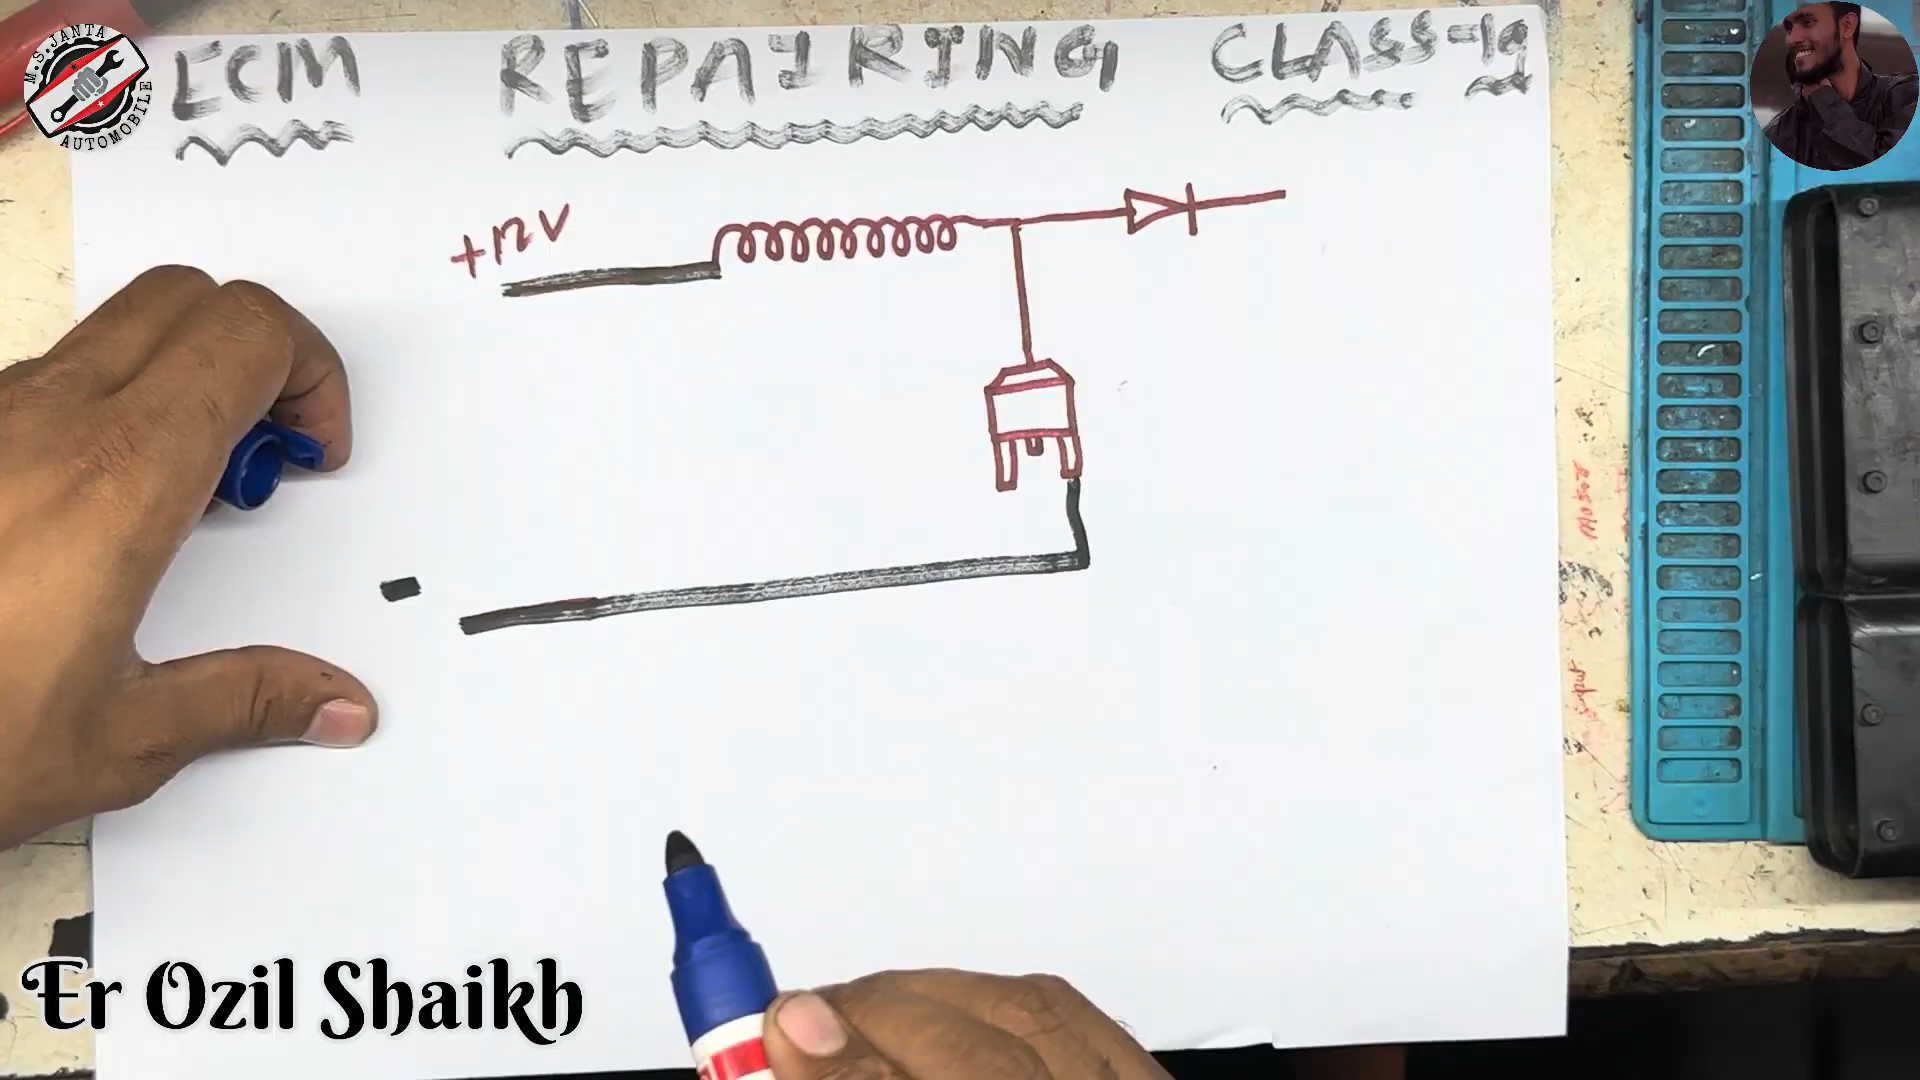 M.S.JANTA
AUTOMOBILE
ECM REPAIRING CLASS-19
+12V
-
Er Ozil Shaikh